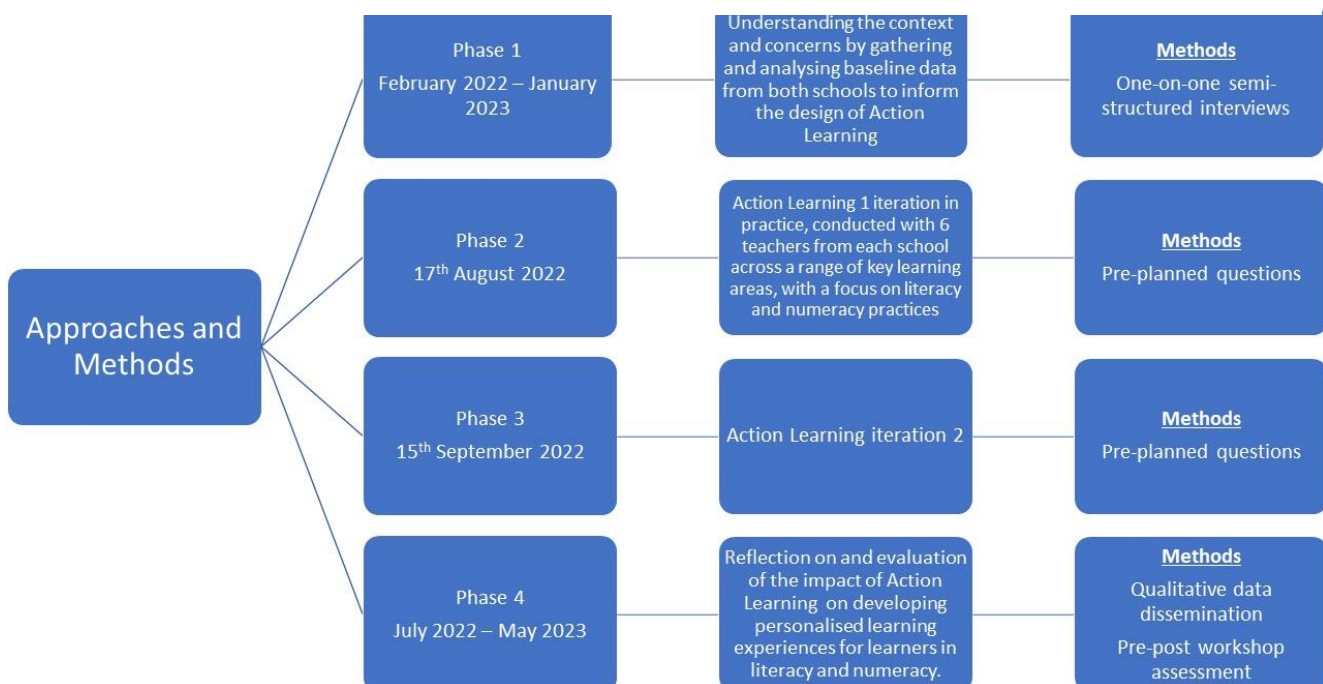 Approaches and
Methods
Phase 1
February 2022 – January
2023
Understanding the context
and concerns by gathering
and analysing baseline data
from both schools to inform
the design of Action
Learning
Methods
One-on-one semi-
structured interviews
Phase 2
17th August 2022
Action Learning 1 iteration in
practice, conducted with 6
teachers from each school
across a range of key learning
areas, with a focus on literacy
and numeracy practices
Methods
Pre-planned questions
Phase 3
15th September 2022
Action Learning iteration 2
Methods
Pre-planned questions
Phase 4
July 2022 – May 2023
Reflection on and evaluation
of the impact of Action
Learning on developing
personalised learning
experiences for learners in
literacy and numeracy.
Methods
Qualitative data
dissemination
Pre-post workshop
assessment